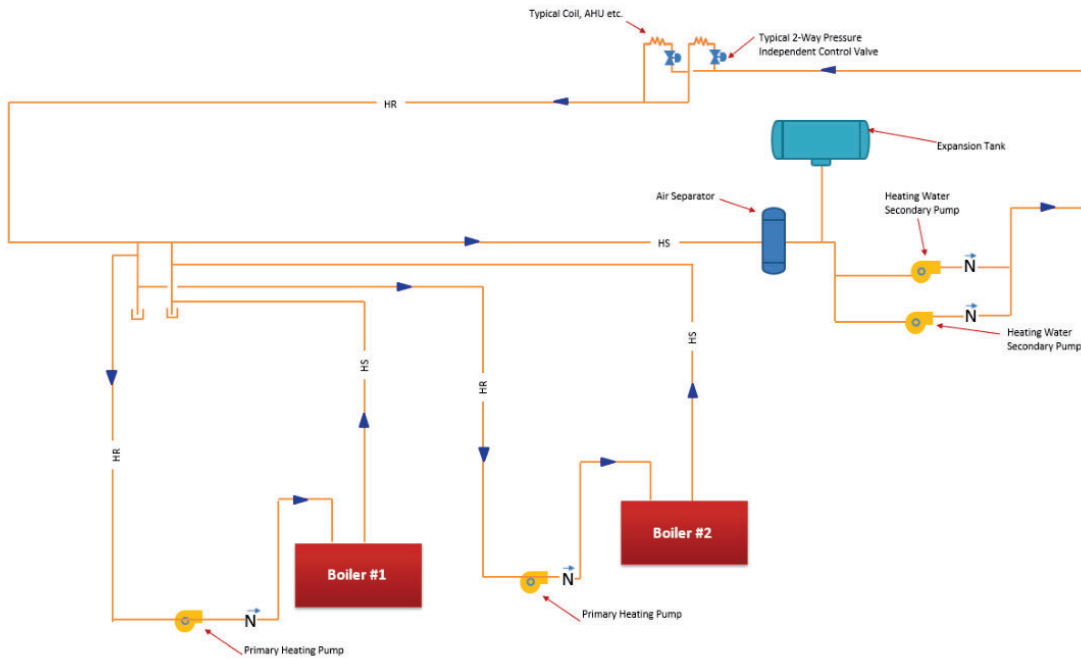 Typical Coil, AHU etc.
Typical 2-Way Pressure
Independent Control Valve
HR
Expansion Tank
Air Separator
Heating Water
Secondary Pump
HS
N
N
Heating Water
Secondary Pump
HS
HS
HR
HR
Boiler #2
Boiler #1
N
Primary Heating Pump
N
Primary Heating Pump